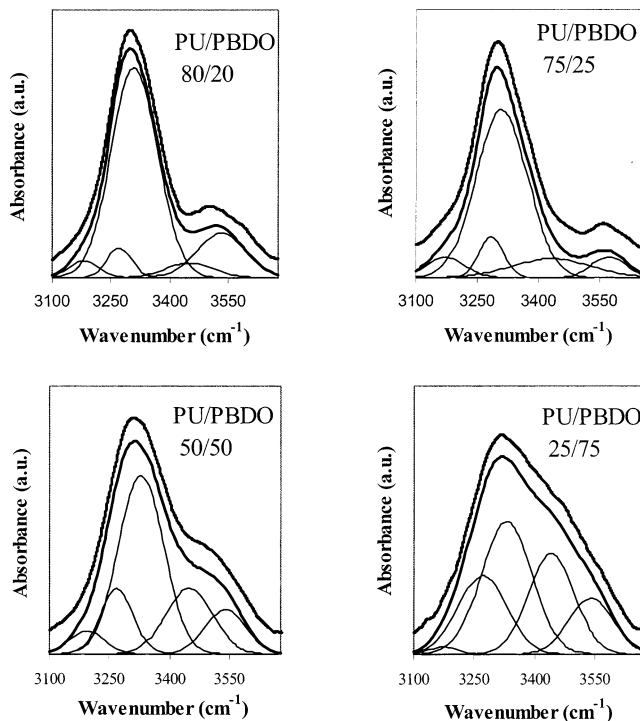 PU/PBDO
80/20
Absorbance (a.u.)
3100 3250 3400 3550
Wavenumber (cm⁻¹)
PU/PBDO
75/25
Absorbance (a.u.)
3100 3250 3400 3550
Wavenumber (cm⁻¹)
PU/PBDO
50/50
Absorbance (a.u.)
3100 3250 3400 3550
Wavenumber (cm⁻¹)
PU/PBDO
25/75
Absorbance (a.u.)
3100 3250 3400 3550
Wavenumber (cm⁻¹)